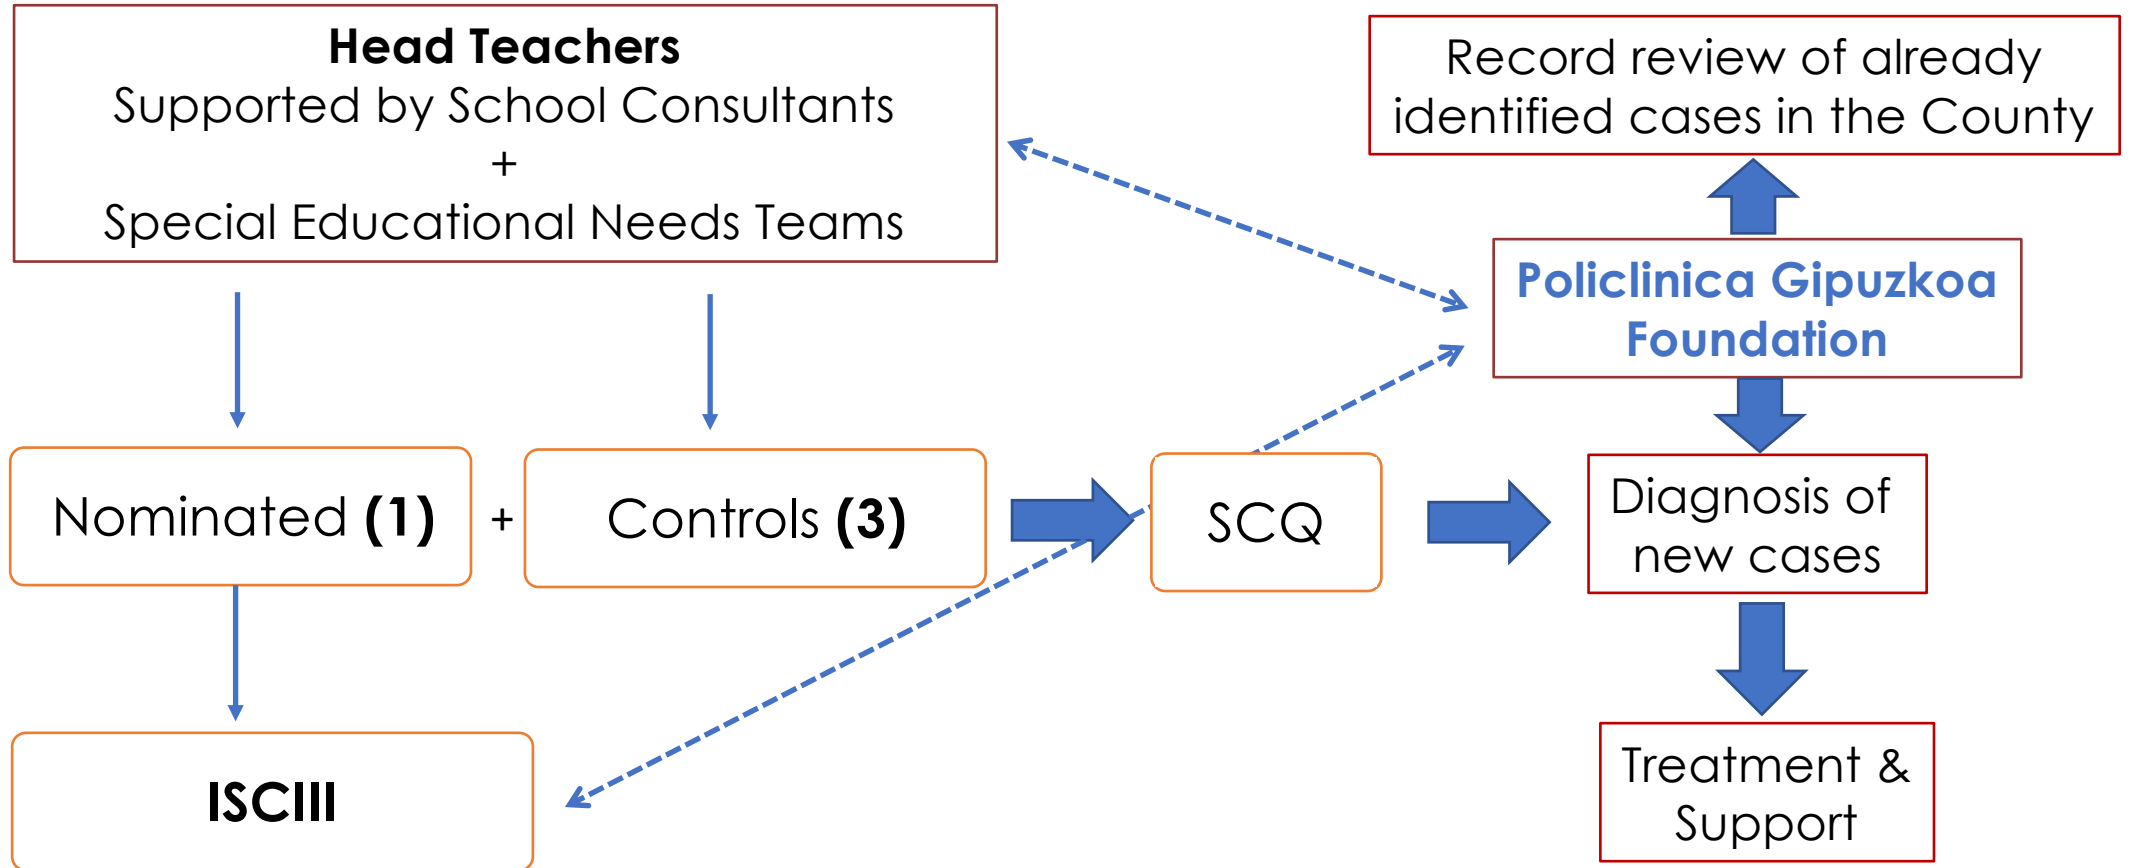 Head Teachers
Supported by School Consultants
+
Special Educational Needs Teams
Record review of already
identified cases in the County
Policlinica Gipuzkoa
Foundation
Nominated (1)
+
Controls (3)
SCQ
Diagnosis of
new cases
ISCIII
Treatment &
Support